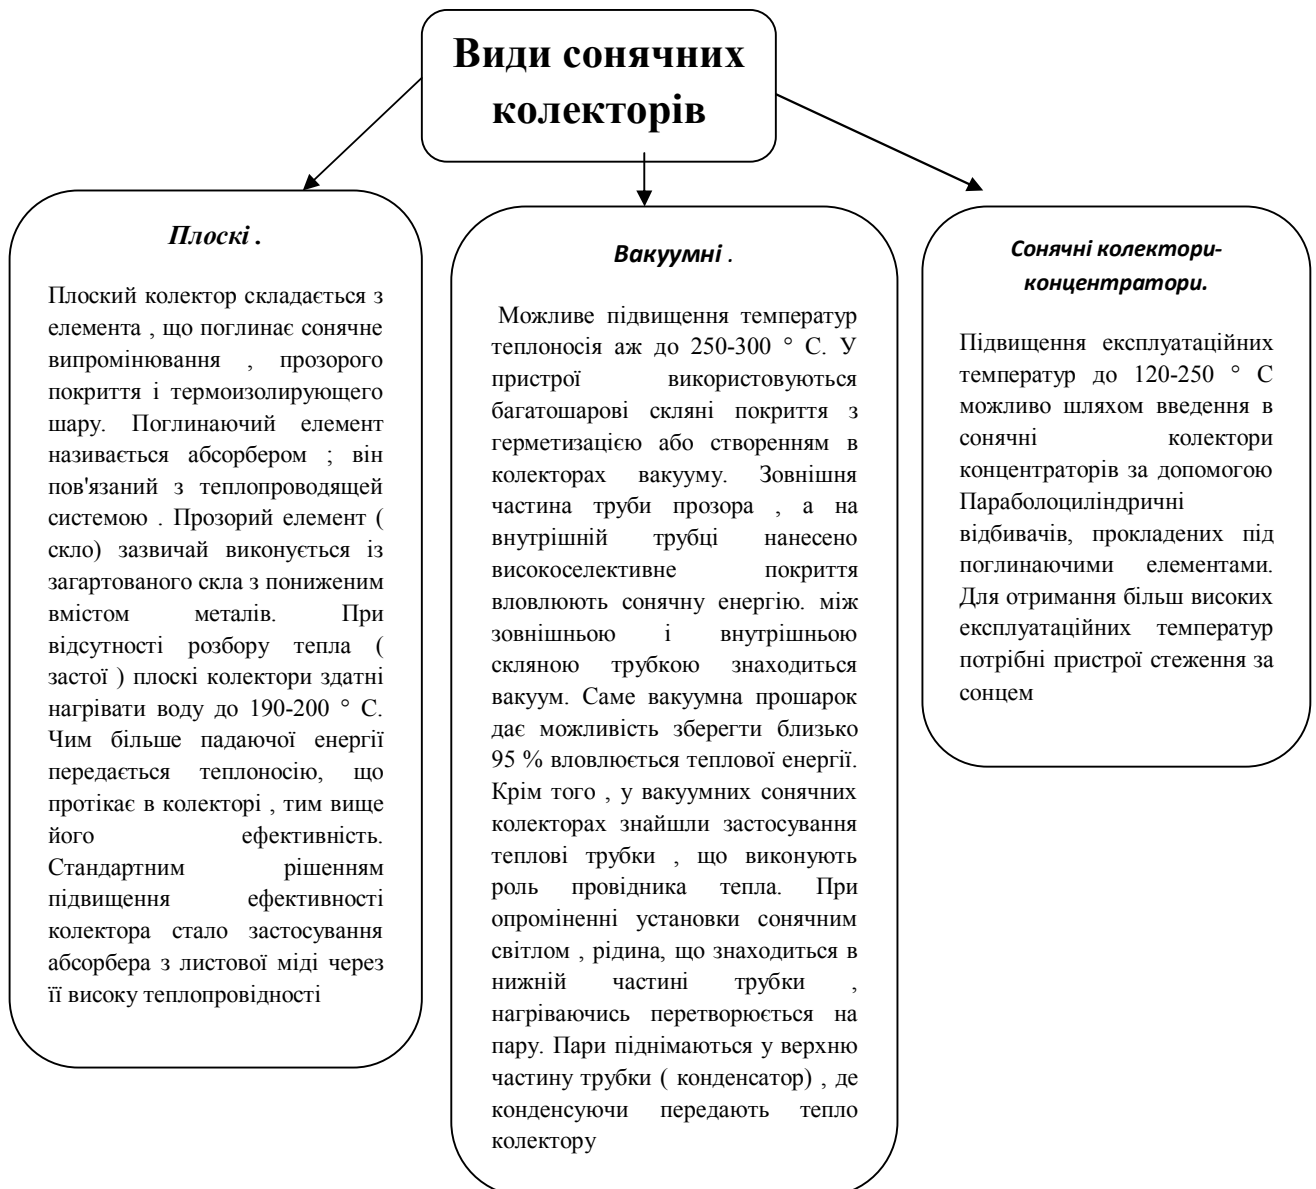 Види сонячних
колекторів
Плоскі .
Плоский колектор складається з
елемента , що поглинає сонячне
випромінювання , прозорого
покриття і термоизолирующего
шару. Поглинаючий елемент
називається абсорбером ; він
пов'язаний з теплопроводящей
системою . Прозорий елемент (
скло) зазвичай виконується із
загартованого скла з пониженим
вмістом металів. При
відсутності розбору тепла (
застої ) плоскі колектори здатні
нагрівати воду до 190-200 ° С.
Чим більше падаючої енергії
передається теплоносію, що
протікає в колекторі , тим вище
його ефективність.
Стандартним рішенням
підвищення ефективності
колектора стало застосування
абсорбера з листової міді через
її високу теплопровідності
Вакуумні .
Можливе підвищення температур
теплоносія аж до 250-300 ° С. У
пристрої використовуються
багатошарові скляні покриття з
герметизацією або створенням в
колекторах вакууму. Зовнішня
частина труби прозора , а на
внутрішній трубці нанесено
високоселективне покриття
вловлюють сонячну енергію. між
зовнішньою і внутрішньою
скляною трубкою знаходиться
вакуум. Саме вакуумна прошарок
дає можливість зберегти близько
95 % вловлюється теплової енергії.
Крім того , у вакуумних сонячних
колекторах знайшли застосування
теплові трубки , що виконують
роль провідника тепла. При
опроміненні установки сонячним
світлом , рідина, що знаходиться в
нижній частині трубки ,
нагріваючись перетворюється на
пару. Пари піднімаються у верхню
частину трубки ( конденсатор) , де
конденсуючи передають тепло
колектору
Сонячні колектори-
концентратори.
Підвищення експлуатаційних
температур до 120-250 ° С
можливо шляхом введення в
сонячні колектори
концентраторів за допомогою
Параболоциліндричні
відбивачів, прокладених під
поглинаючими елементами.
Для отримання більш високих
експлуатаційних температур
потрібні пристрої стеження за
сонцем